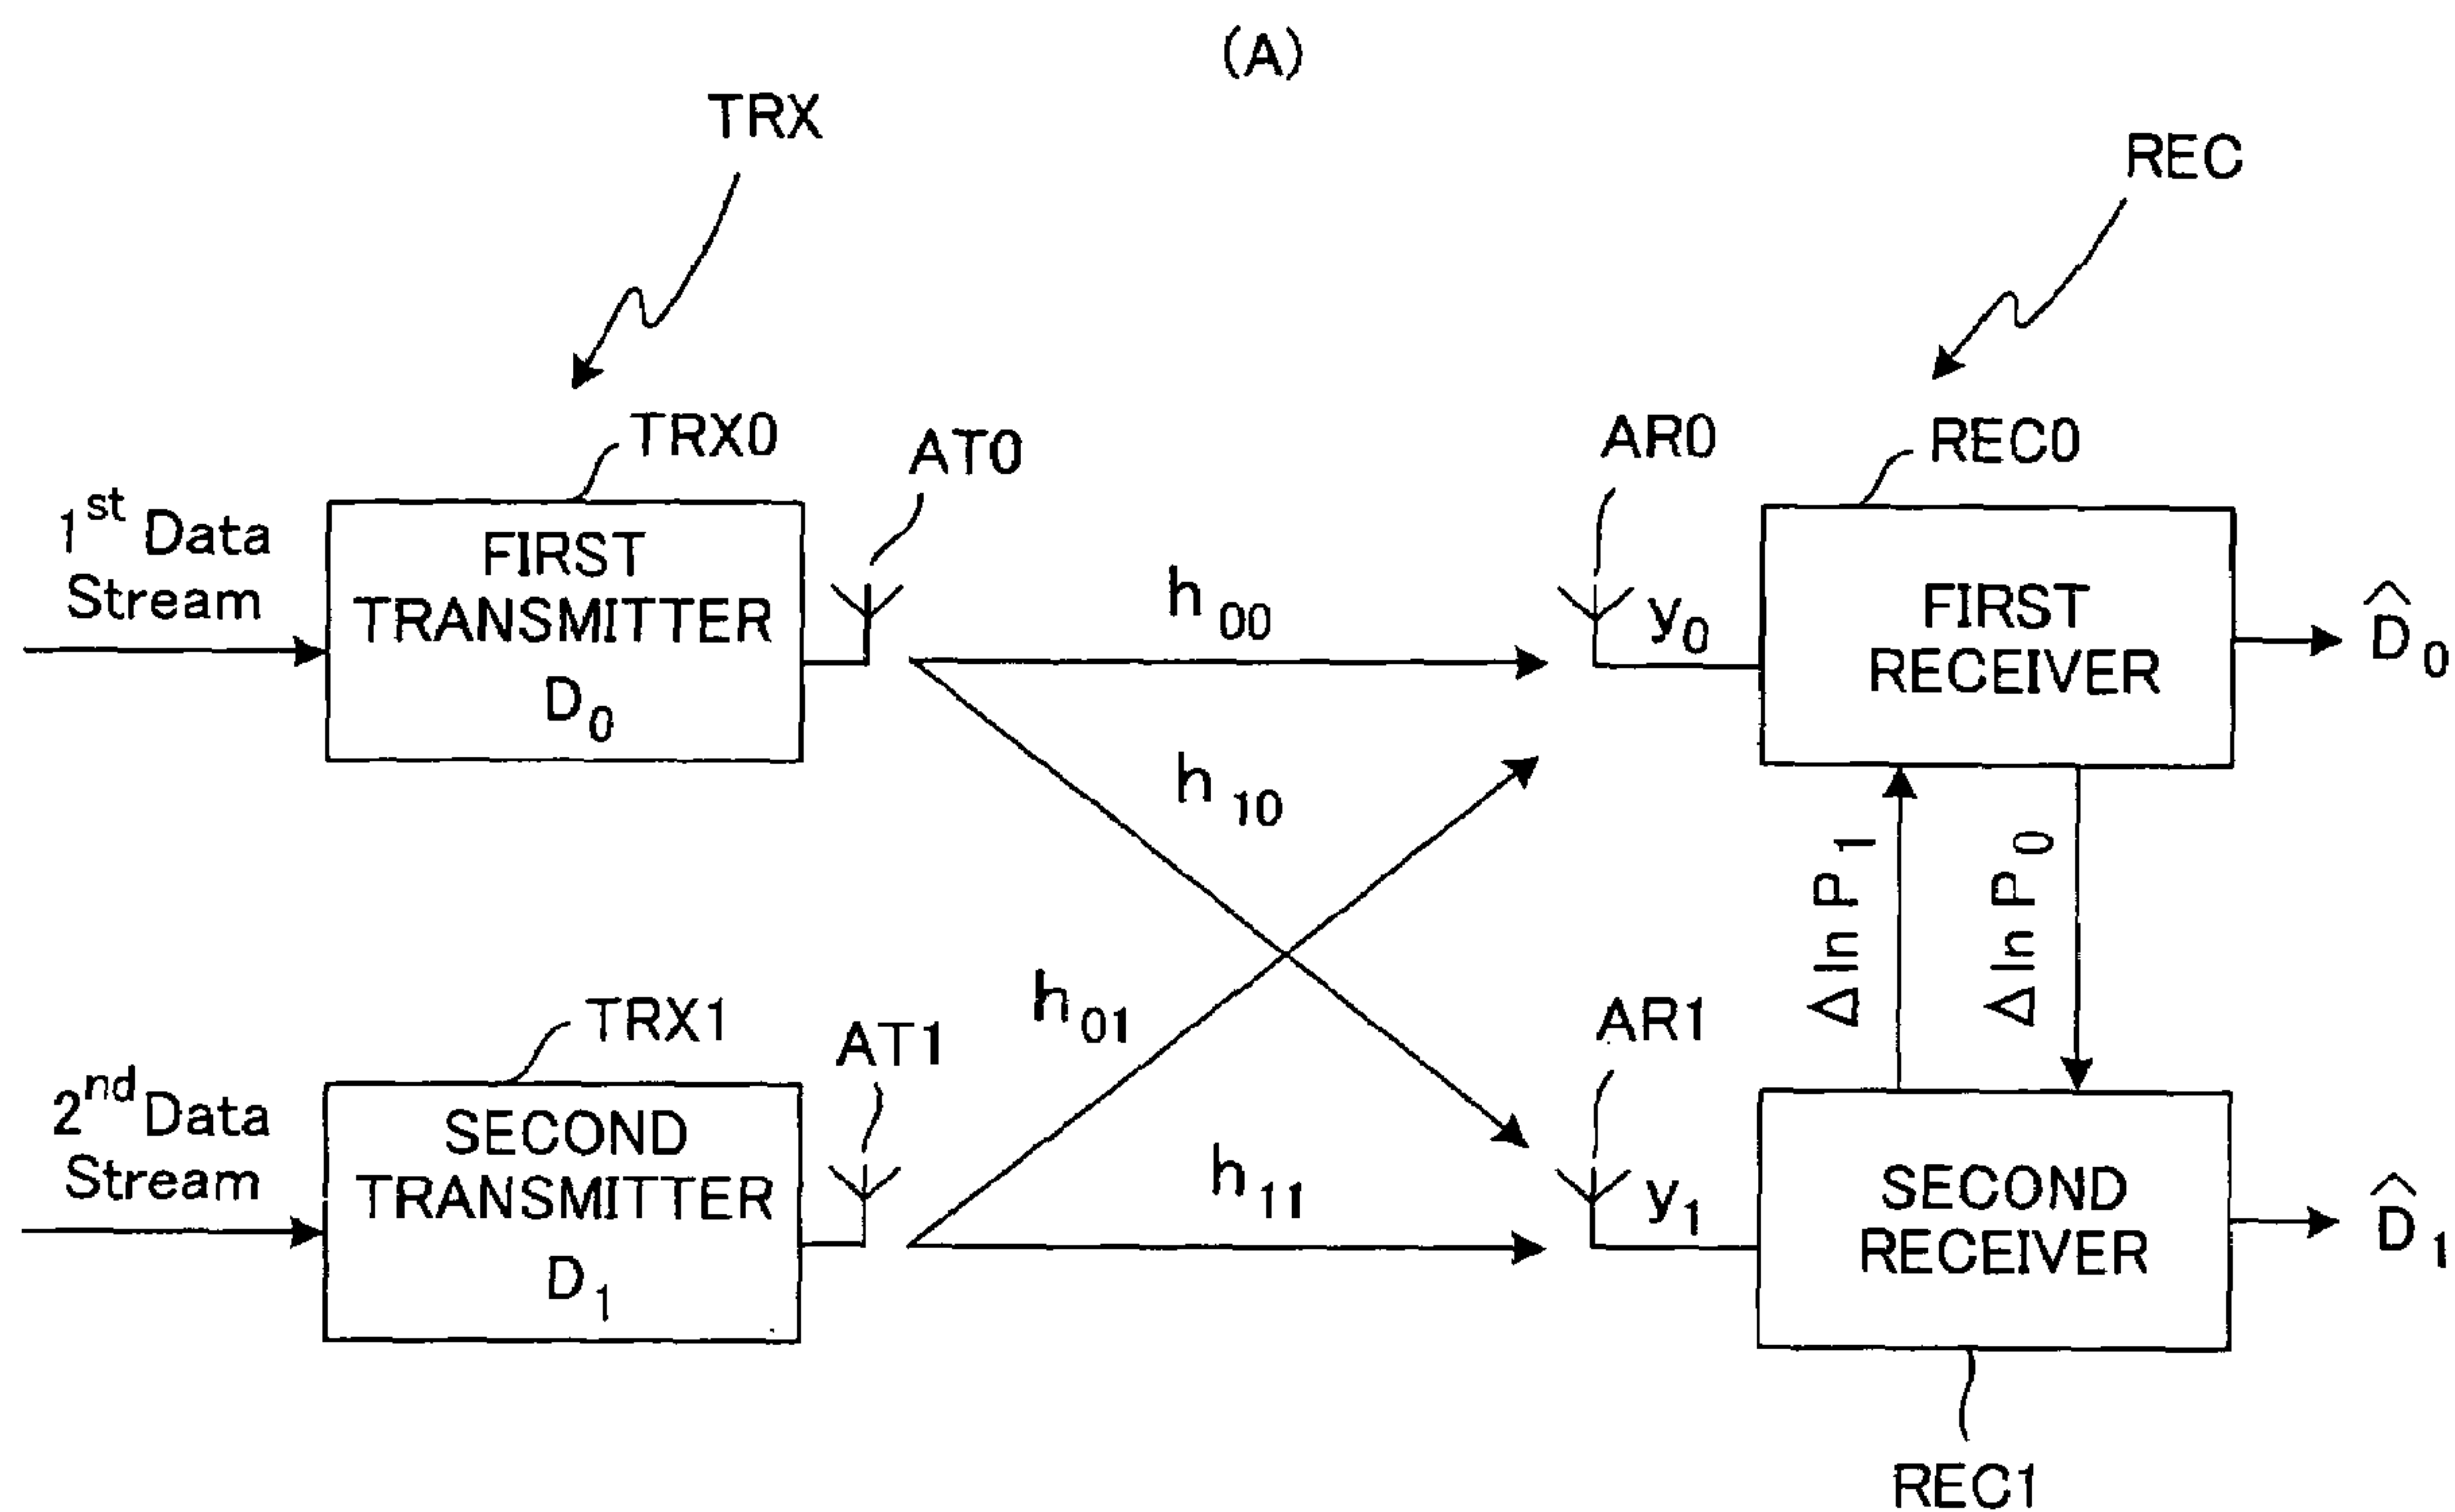 (A)
TRX
REC
TRX0
AT0
AR0
REC0
1st Data
Stream
FIRST
TRANSMITTER
D0
h00
y0
FIRST
RECEIVER
D̂0
h10
h01
Δ ln P1
Δ ln P0
TRX1
AT1
AR1
2nd Data
Stream
SECOND
TRANSMITTER
D1
h11
y1
SECOND
RECEIVER
D̂1
REC1